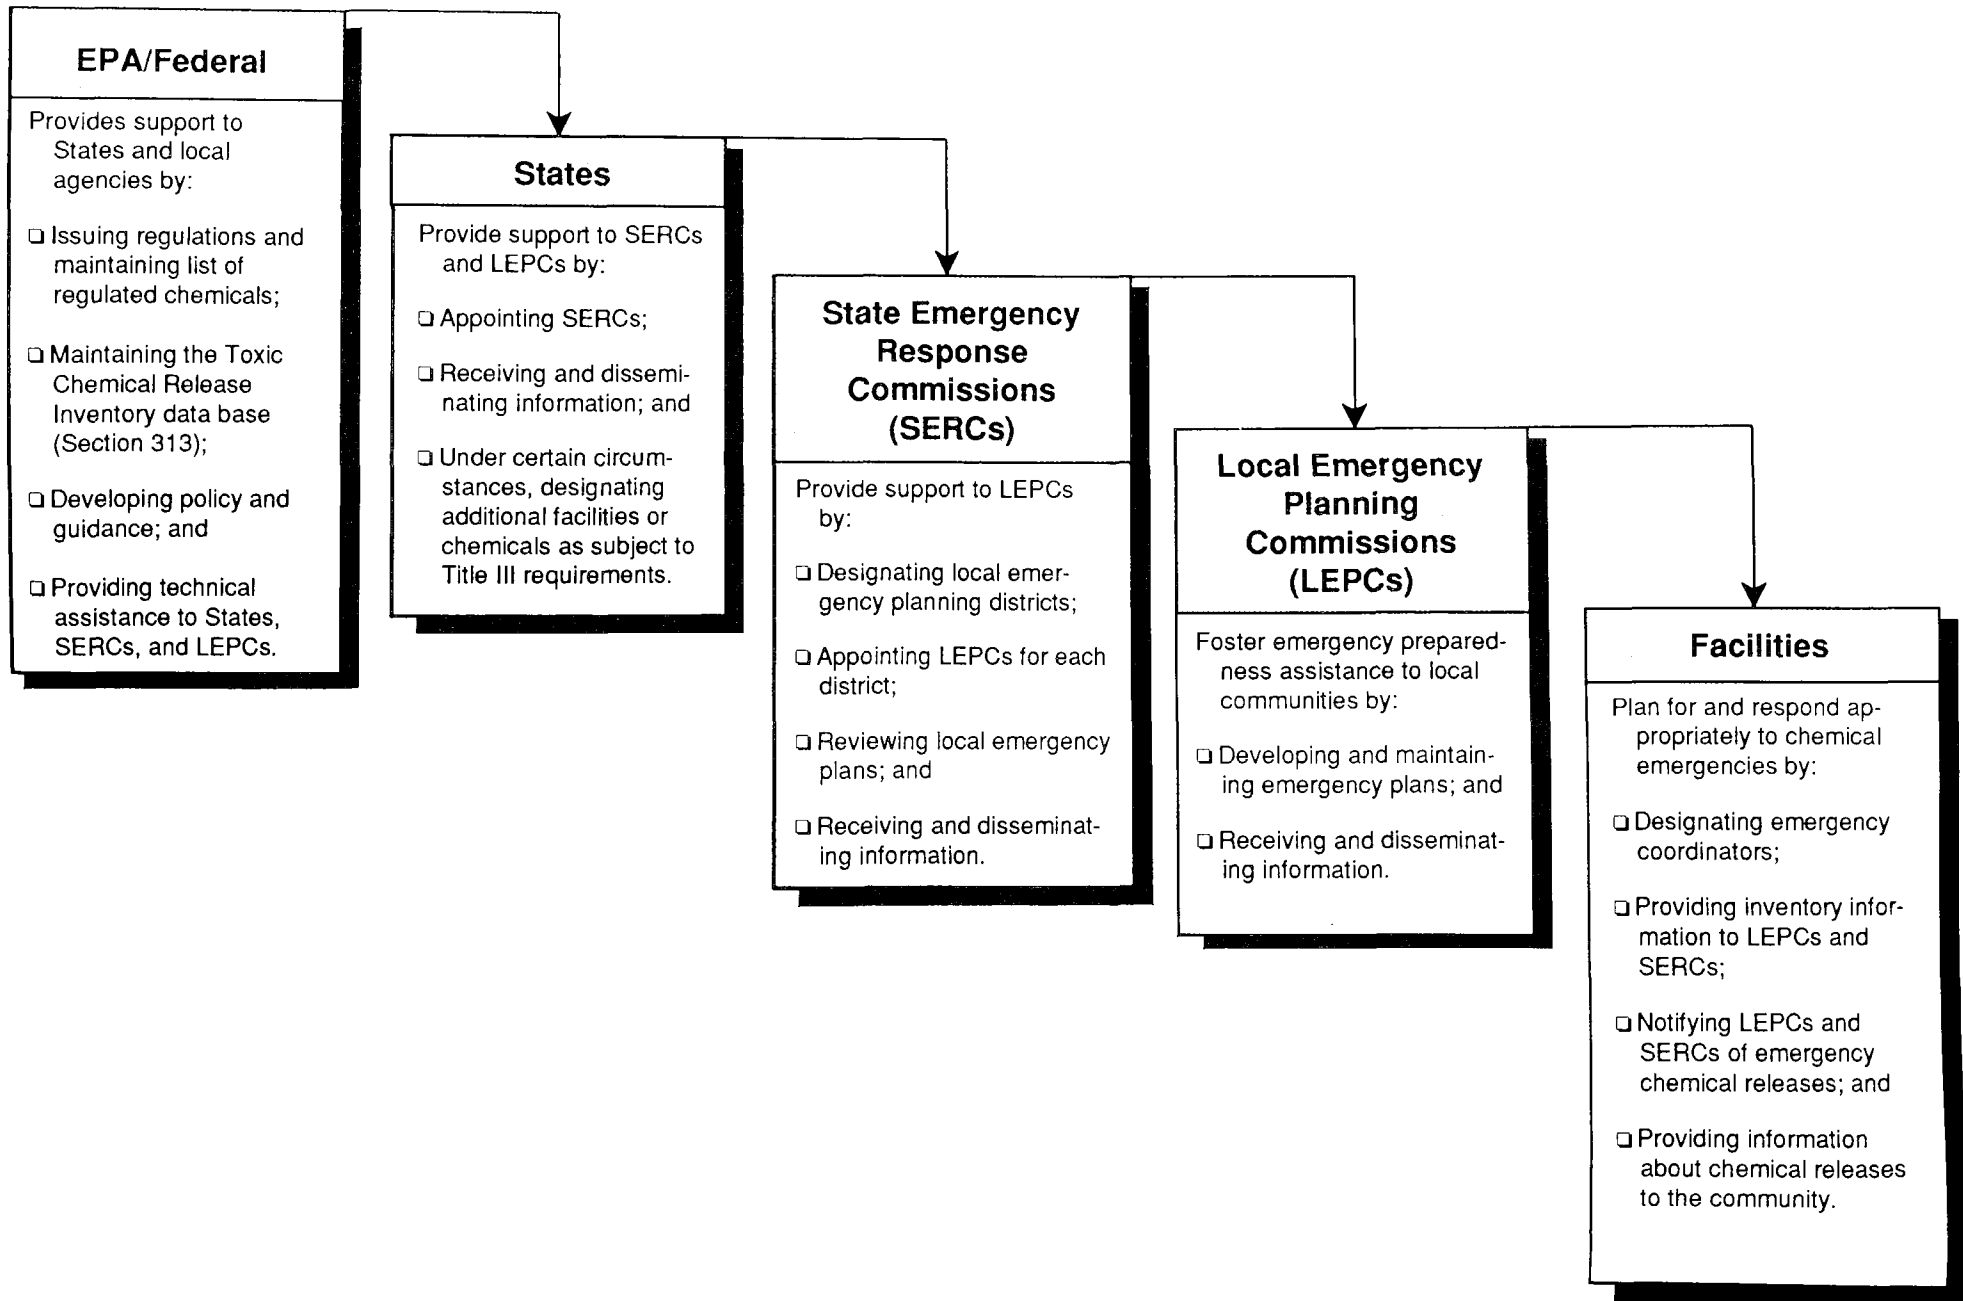 EPA/Federal
Provides support to
States and local
agencies by:
❑ Issuing regulations and
maintaining list of
regulated chemicals;
❑ Maintaining the Toxic
Chemical Release
Inventory data base
(Section 313);
❑ Developing policy and
guidance; and
❑ Providing technical
assistance to States,
SERCs, and LEPCs.
States
Provide support to SERCs
and LEPCs by:
❑ Appointing SERCs;
❑ Receiving and dissemi-
nating information; and
❑ Under certain circum-
stances, designating
additional facilities or
chemicals as subject to
Title III requirements.
State Emergency
Response
Commissions
(SERCs)
Provide support to LEPCs
by:
❑ Designating local emer-
gency planning districts;
❑ Appointing LEPCs for each
district;
❑ Reviewing local emergency
plans; and
❑ Receiving and disseminat-
ing information.
Local Emergency
Planning
Commissions
(LEPCs)
Foster emergency prepared-
ness assistance to local
communities by:
❑ Developing and maintain-
ing emergency plans; and
❑ Receiving and disseminat-
ing information.
Facilities
Plan for and respond ap-
propriately to chemical
emergencies by:
❑ Designating emergency
coordinators;
❑ Providing inventory infor-
mation to LEPCs and
SERCs;
❑ Notifying LEPCs and
SERCs of emergency
chemical releases; and
❑ Providing information
about chemical releases
to the community.